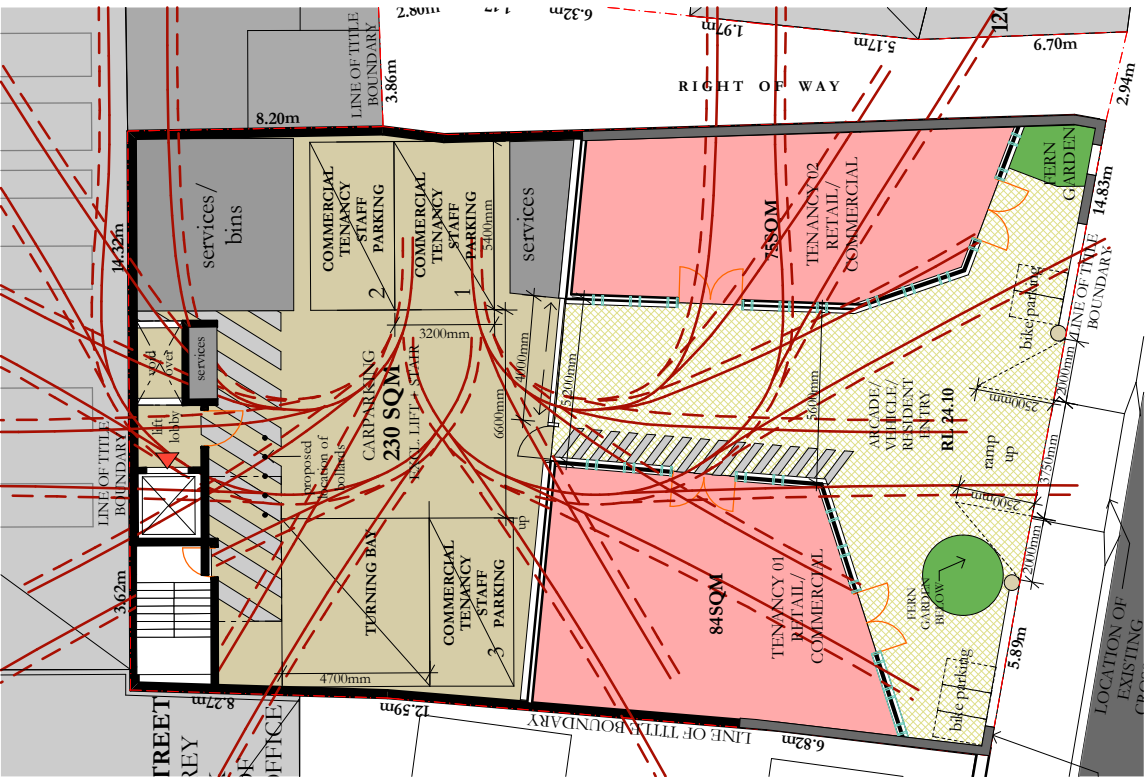 2.80m
6.32m
1.97m
5.17m
6.70m
2.94m
LINE OF TITLE
BOUNDARY
3.86m
RIGHT OF WAY
8.20m
14.32m
services/
bins
COMMERCIAL
TENANCY
STAFF
PARKING
2
COMMERCIAL
TENANCY
STAFF
PARKING
1
5400mm
services
75SQM
TENANCY 02
RETAIL/
COMMERCIAL
FERN
GARDEN
14.83m
LINE OF TITLE
BOUNDARY
bike parking
void
over
services
lift
lobby
3200mm
CARPARKING
230 SQM
EXCL. LIFT + STAIR
4000mm
6600mm
5200mm
5600mm
ARCADE/
VEHICLE/
RESIDENT
ENTRY
RL 24.10
ramp
up
2500mm
2000mm
3750mm
2500mm
2000mm
LINE OF TITLE
BOUNDARY
proposed
location of
bollards
up
3.62m
TURNING BAY
COMMERCIAL
TENANCY
STAFF
PARKING
3
4700mm
84SQM
TENANCY 01
RETAIL/
COMMERCIAL
FERN
GARDEN
BELOW
bike parking
5.89m
LOCATION OF
EXISTING
8.27m
12.59m
LINE OF TITLE BOUNDARY
6.82m
OFFICE